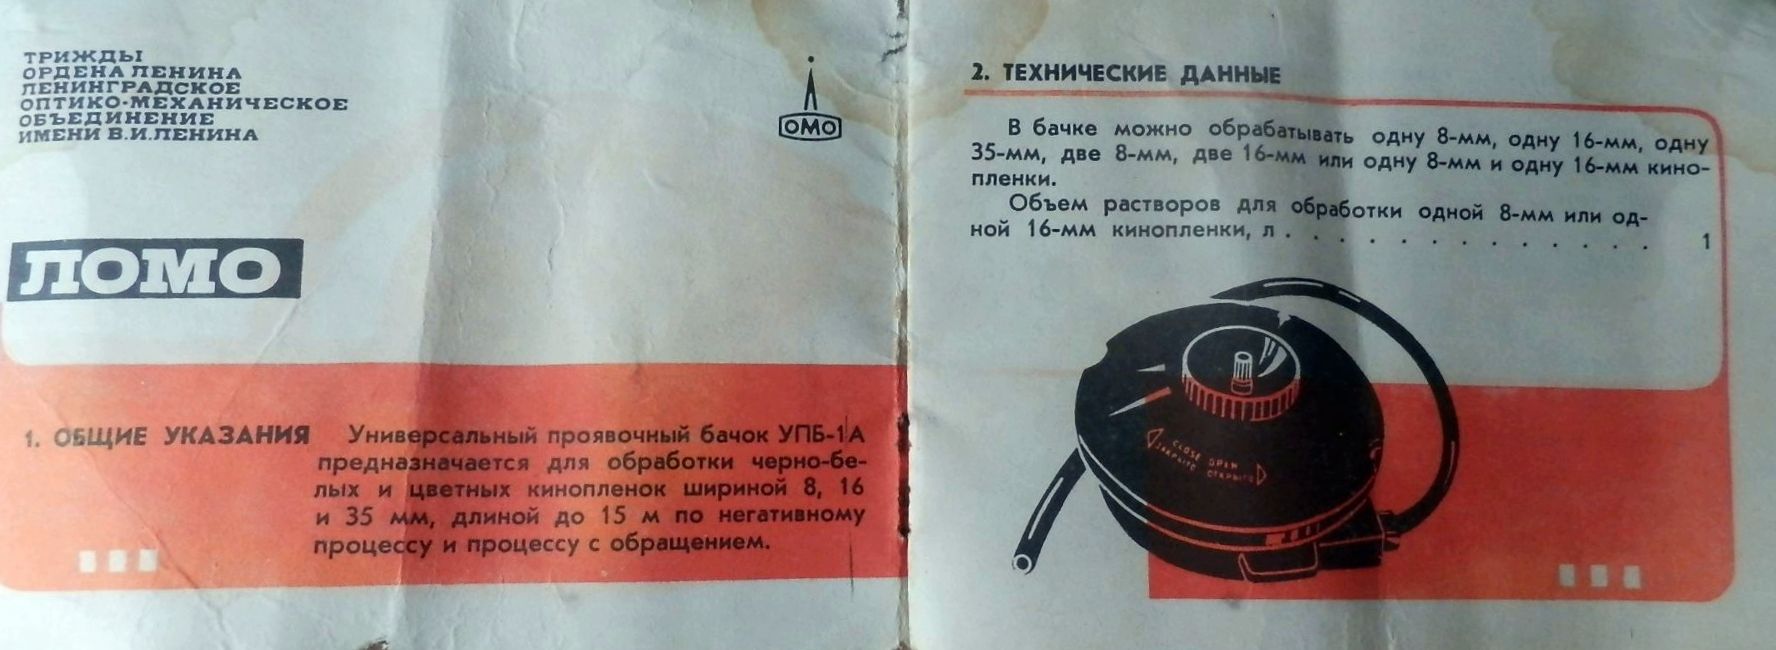 ТРИЖДЫ
ОРДЕНА ЛЕНИНА
ЛЕНИНГРАДСКОЕ
ОПТИКО-МЕХАНИЧЕСКОЕ
ОБЪЕДИНЕНИЕ
ИМЕНИ В.И.ЛЕНИНА
ЛОМО
ЛОМО
1. ОБЩИЕ УКАЗАНИЯ Универсальный проявочный бачок УПБ-1А
предназначается для обработки черно-бе-
лых и цветных кинопленок шириной 8, 16
и 35 мм, длиной до 15 м по негативному
процессу и процессу с обращением.
2. ТЕХНИЧЕСКИЕ ДАННЫЕ
В бачке можно обрабатывать одну 8-мм, одну 16-мм, одну
35-мм, две 8-мм, две 16-мм или одну 8-мм и одну 16-мм кино-
пленки.
Объем растворов для обработки одной 8-мм или од-
ной 16-мм кинопленки, л . . . . . . . . . . . . . . 1
CLOSE OPEN
ЗАКРЫТО ОТКРЫТО